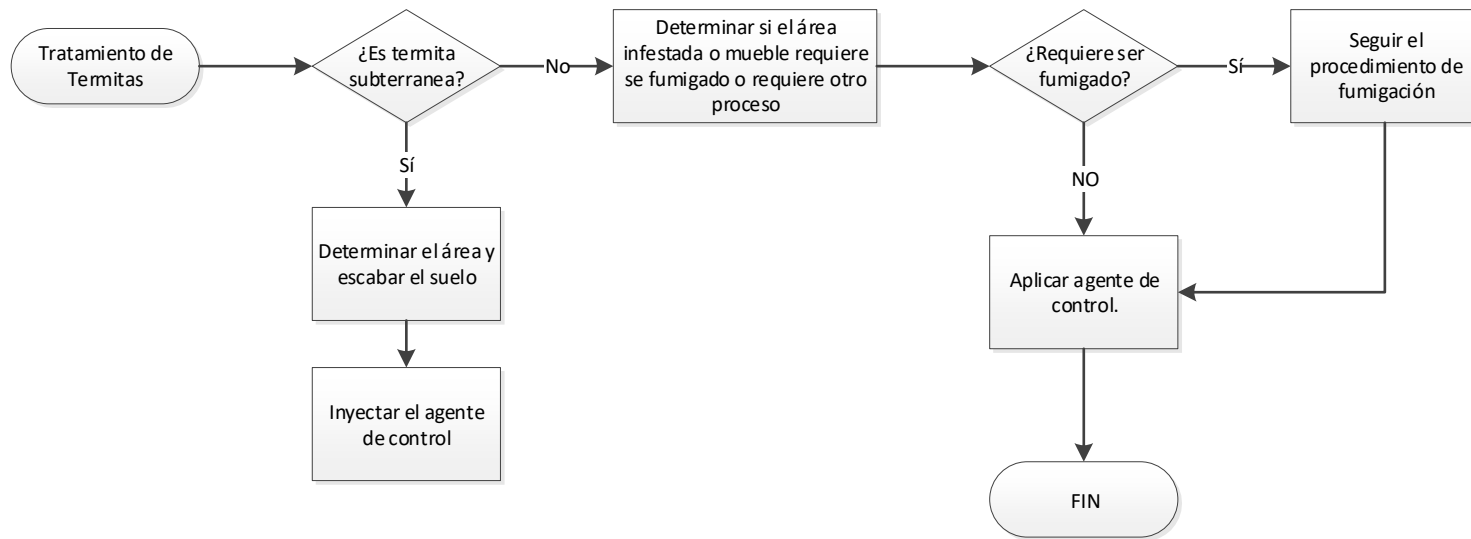 Tratamiento de
Termitas
¿Es termita
subterranea?
No
Determinar si el área
infestada o mueble requiere
se fumigado o requiere otro
proceso
¿Requiere ser
fumigado?
Sí
Seguir el
procedimiento de
fumigación
Sí
NO
Determinar el área y
escabar el suelo
Aplicar agente de
control.
Inyectar el agente
de control
FIN